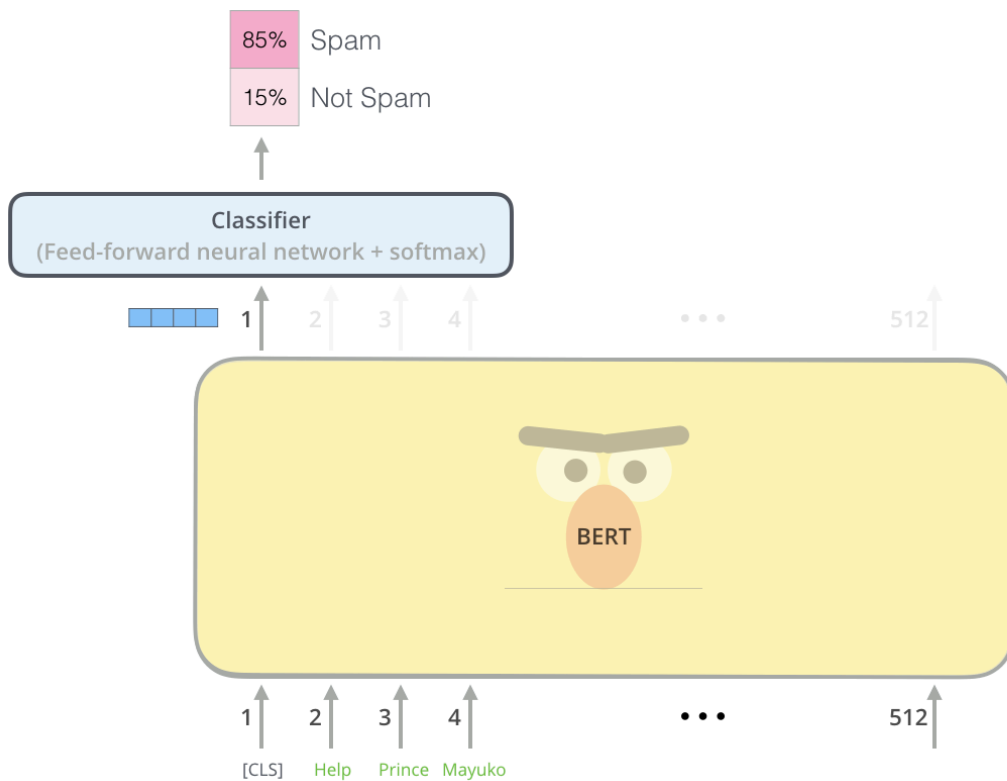 85% Spam
15% Not Spam
Classifier
(Feed-forward neural network + softmax)
1 2 3 4 ••• 512
BERT
1 2 3 4 ••• 512
[CLS] Help Prince Mayuko